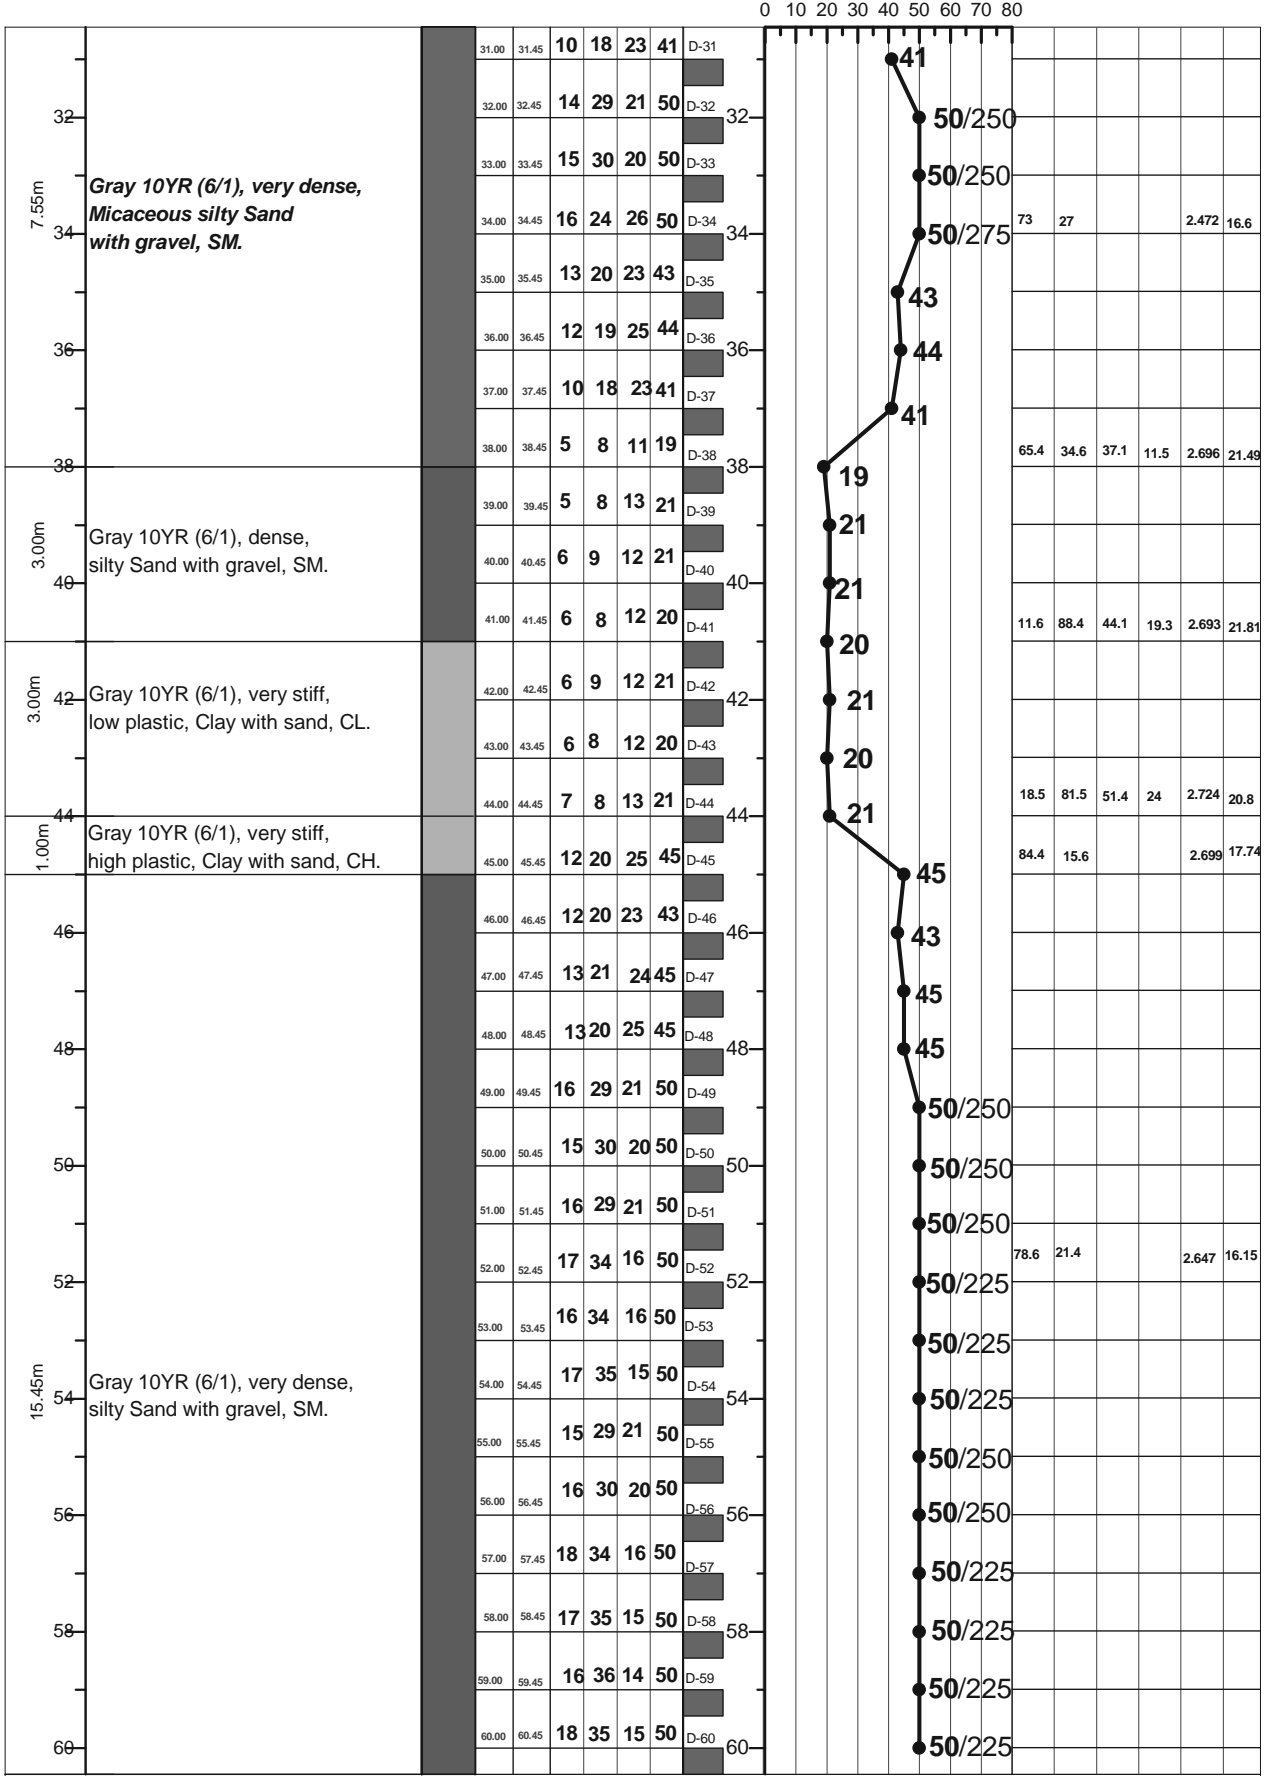 0 10 20 30 40 50 60 70 80
31.00 31.45 10 18 23 41 D-31 41
32.00 32.45 14 29 21 50 D-32
32 32 50/250
33.00 33.45 15 30 20 50 D-33 50/250
7.55m
Gray 10YR (6/1), very dense,
Micaceous silty Sand
with gravel, SM.
34.00 34.45 16 24 26 50 D-34 73 27 2.472 16.6
34 34 50/275
35.00 35.45 13 20 23 43 D-35 43
36.00 36.45 12 19 25 44 D-36
36 36 44
37.00 37.45 10 18 23 41 D-37 41
38.00 38.45 5 8 11 19 D-38 65.4 34.6 37.1 11.5 2.696 21.49
38 38 19
39.00 39.45 5 8 13 21 D-39 21
3.00m
Gray 10YR (6/1), dense,
silty Sand with gravel, SM.
40.00 40.45 6 9 12 21 D-40
40 40 21
41.00 41.45 6 8 12 20 D-41 11.6 88.4 44.1 19.3 2.693 21.81
20
3.00m
Gray 10YR (6/1), very stiff,
low plastic, Clay with sand, CL.
42.00 42.45 6 9 12 21 D-42
42 42 21
43.00 43.45 6 8 12 20 D-43 20
44.00 44.45 7 8 13 21 D-44 18.5 81.5 51.4 24 2.724 20.8
44 44 21
1.00m
Gray 10YR (6/1), very stiff,
high plastic, Clay with sand, CH.
45.00 45.45 12 20 25 45 D-45 84.4 15.6 2.699 17.74
45
46.00 46.45 12 20 23 43 D-46
46 46 43
47.00 47.45 13 21 24 45 D-47 45
48.00 48.45 13 20 25 45 D-48
48 48 45
49.00 49.45 16 29 21 50 D-49 50/250
50.00 50.45 15 30 20 50 D-50
50 50 50/250
51.00 51.45 16 29 21 50 D-51 50/250
52.00 52.45 17 34 16 50 D-52 78.6 21.4 2.647 16.15
52 52 50/225
53.00 53.45 16 34 16 50 D-53 50/225
15.45m
Gray 10YR (6/1), very dense,
silty Sand with gravel, SM.
54.00 54.45 17 35 15 50 D-54
54 54 50/225
55.00 55.45 15 29 21 50 D-55 50/250
56.00 56.45 16 30 20 50 D-56
56 56 50/250
57.00 57.45 18 34 16 50 D-57 50/225
58.00 58.45 17 35 15 50 D-58
58 58 50/225
59.00 59.45 16 36 14 50 D-59 50/225
60.00 60.45 18 35 15 50 D-60
60 60 50/225